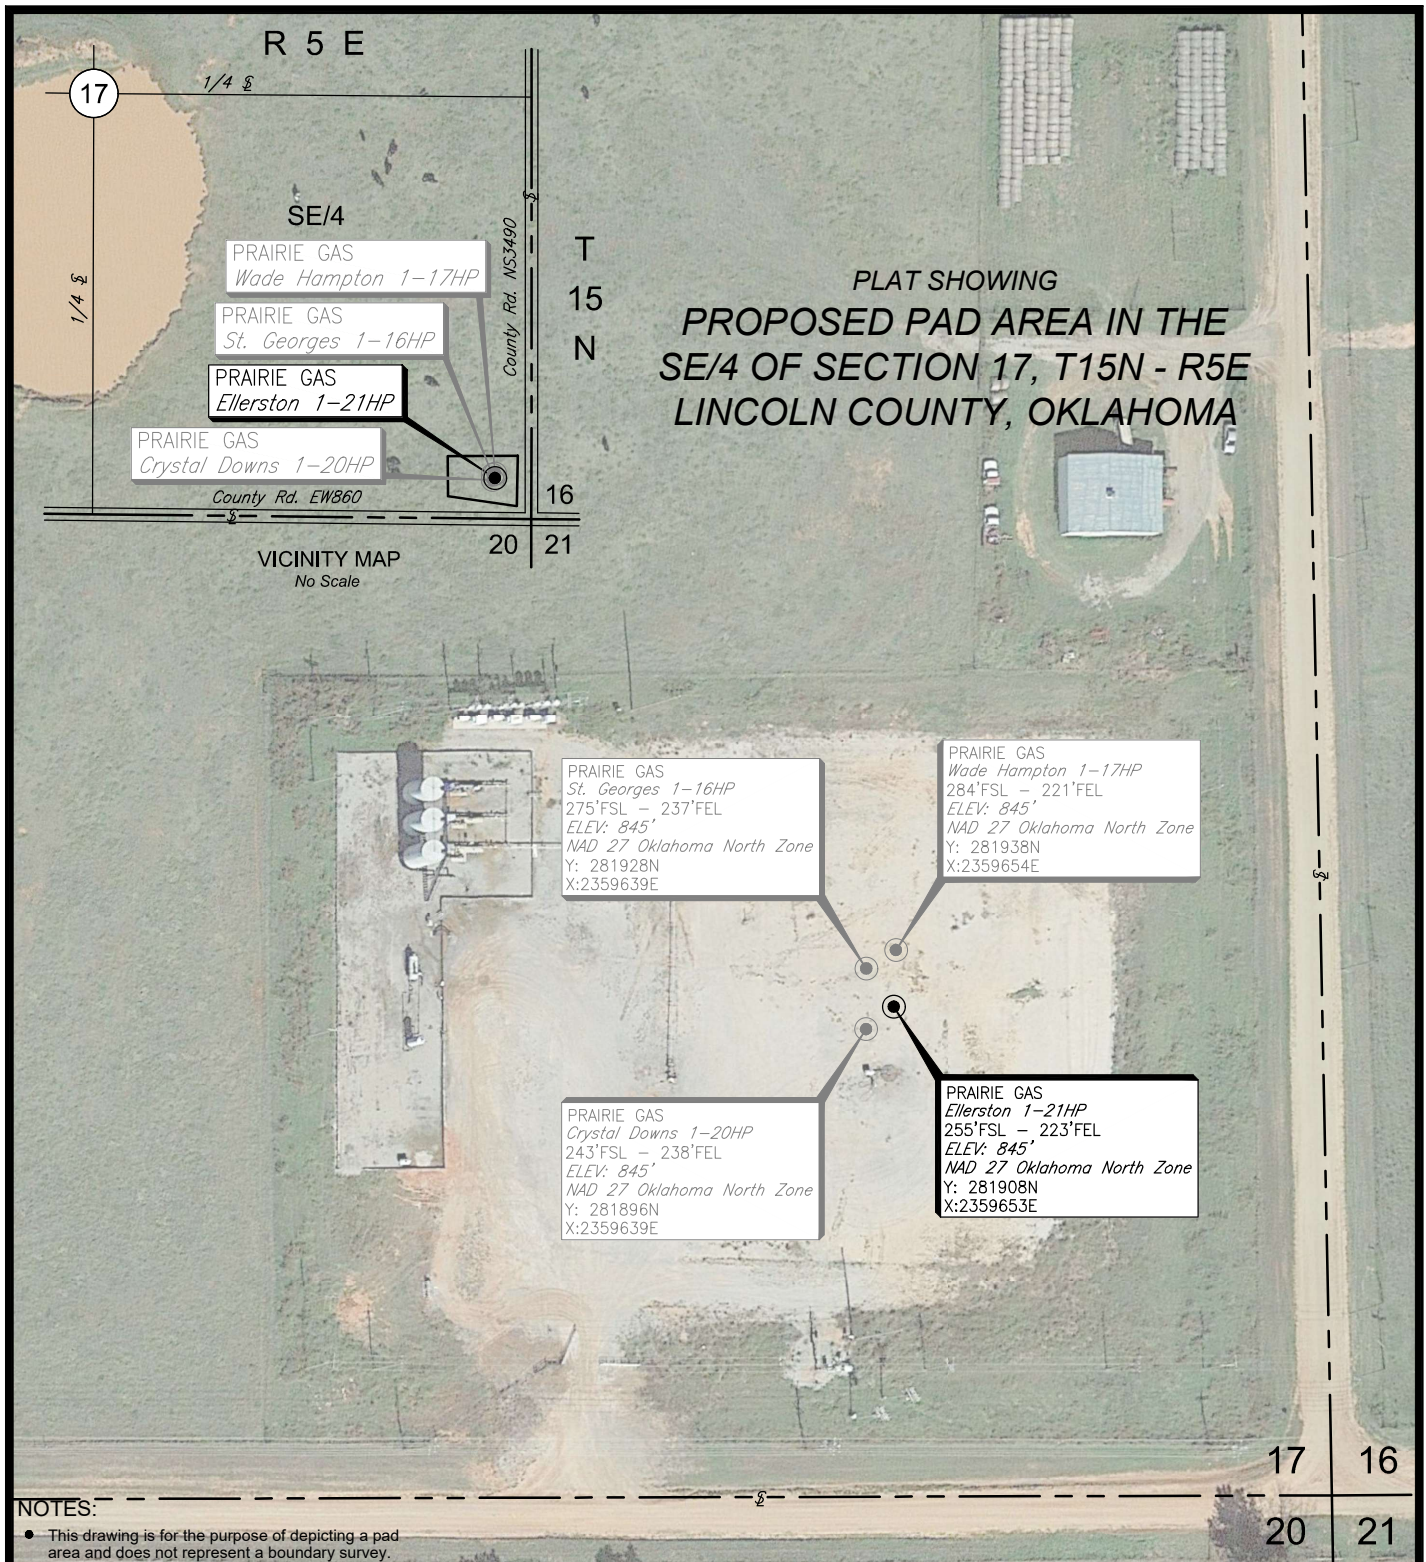 R 5 E
17
1/4 ℄
SE/4
1/4 ℄
PRAIRIE GAS
Wade Hampton 1-17HP
PRAIRIE GAS
St. Georges 1-16HP
PRAIRIE GAS
Ellerston 1-21HP
PRAIRIE GAS
Crystal Downs 1-20HP
County Rd. NS3490
℄
T
15
N
County Rd. EW860
℄
16
20
21
VICINITY MAP
No Scale
PLAT SHOWING
PROPOSED PAD AREA IN THE
SE/4 OF SECTION 17, T15N - R5E
LINCOLN COUNTY, OKLAHOMA
PRAIRIE GAS
St. Georges 1-16HP
275'FSL - 237'FEL
ELEV: 845'
NAD 27 Oklahoma North Zone
Y: 281928N
X:2359639E
PRAIRIE GAS
Wade Hampton 1-17HP
284'FSL - 221'FEL
ELEV: 845'
NAD 27 Oklahoma North Zone
Y: 281938N
X:2359654E
℄
PRAIRIE GAS
Crystal Downs 1-20HP
243'FSL - 238'FEL
ELEV: 845'
NAD 27 Oklahoma North Zone
Y: 281896N
X:2359639E
PRAIRIE GAS
Ellerston 1-21HP
255'FSL - 223'FEL
ELEV: 845'
NAD 27 Oklahoma North Zone
Y: 281908N
X:2359653E
17 16
℄
20 21
NOTES:
● This drawing is for the purpose of depicting a pad
area and does not represent a boundary survey.